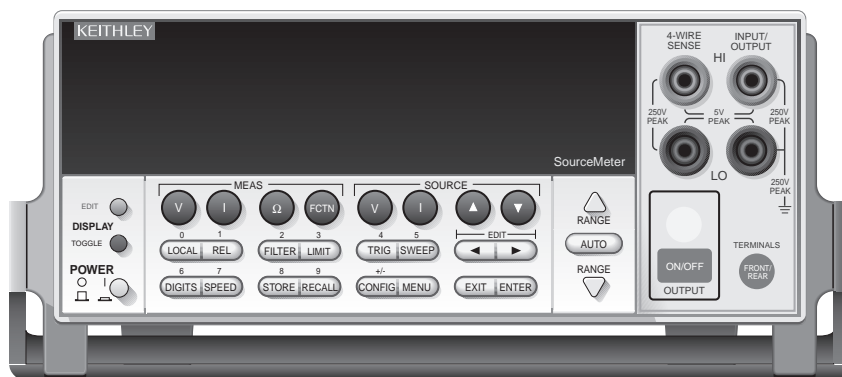 KEITHLEY
SourceMeter
4-WIRE SENSE
INPUT/ OUTPUT
HI
250V PEAK
5V PEAK
250V PEAK
LO
250V PEAK
MEAS
SOURCE
EDIT
V I Ω FCTN
V I
RANGE
DISPLAY
TOGGLE
0 1 2 3 4 5
EDIT
LOCAL REL FILTER LIMIT TRIG SWEEP
AUTO
POWER
6 7 8 9 +/-
RANGE
DIGITS SPEED STORE RECALL CONFIG MENU EXIT ENTER
ON/OFF
OUTPUT
TERMINALS
FRONT/ REAR